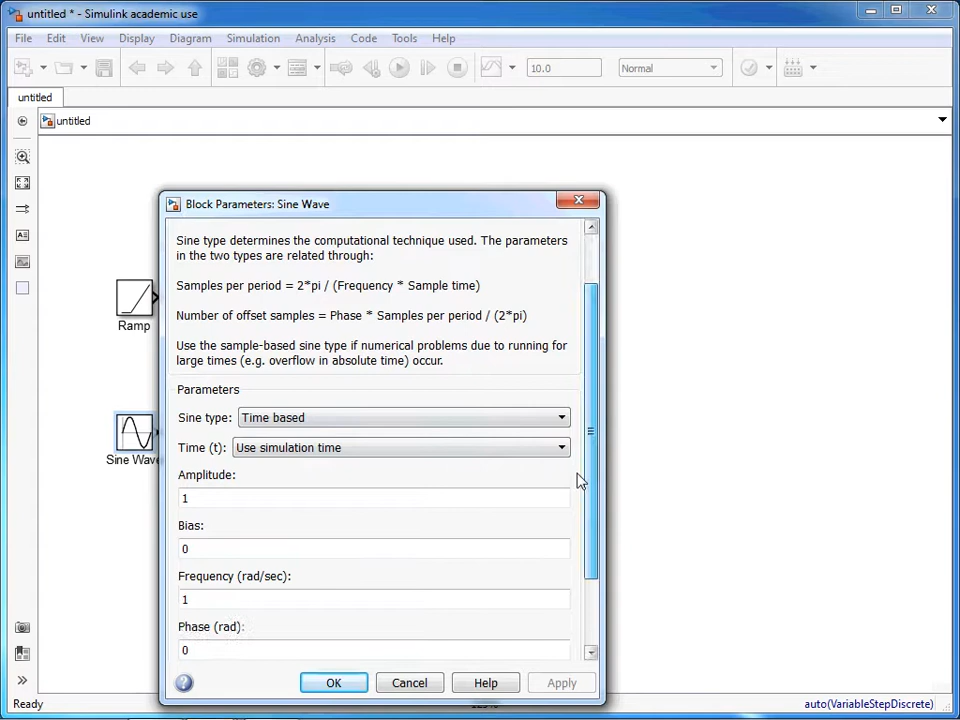 untitled * - Simulink academic use
File Edit View Display Diagram Simulation Analysis Code Tools Help
10.0 Normal
untitled
untitled
Block Parameters: Sine Wave
Sine type determines the computational technique used. The parameters
in the two types are related through:
Samples per period = 2*pi / (Frequency * Sample time)
Number of offset samples = Phase * Samples per period / (2*pi)
Use the sample-based sine type if numerical problems due to running for
large times (e.g. overflow in absolute time) occur.
Ramp
Parameters
Sine type: Time based
Time (t): Use simulation time
Sine Wave
Amplitude:
1
Bias:
0
Frequency (rad/sec):
1
Phase (rad):
0
OK Cancel Help Apply
Ready auto(VariableStepDiscrete)